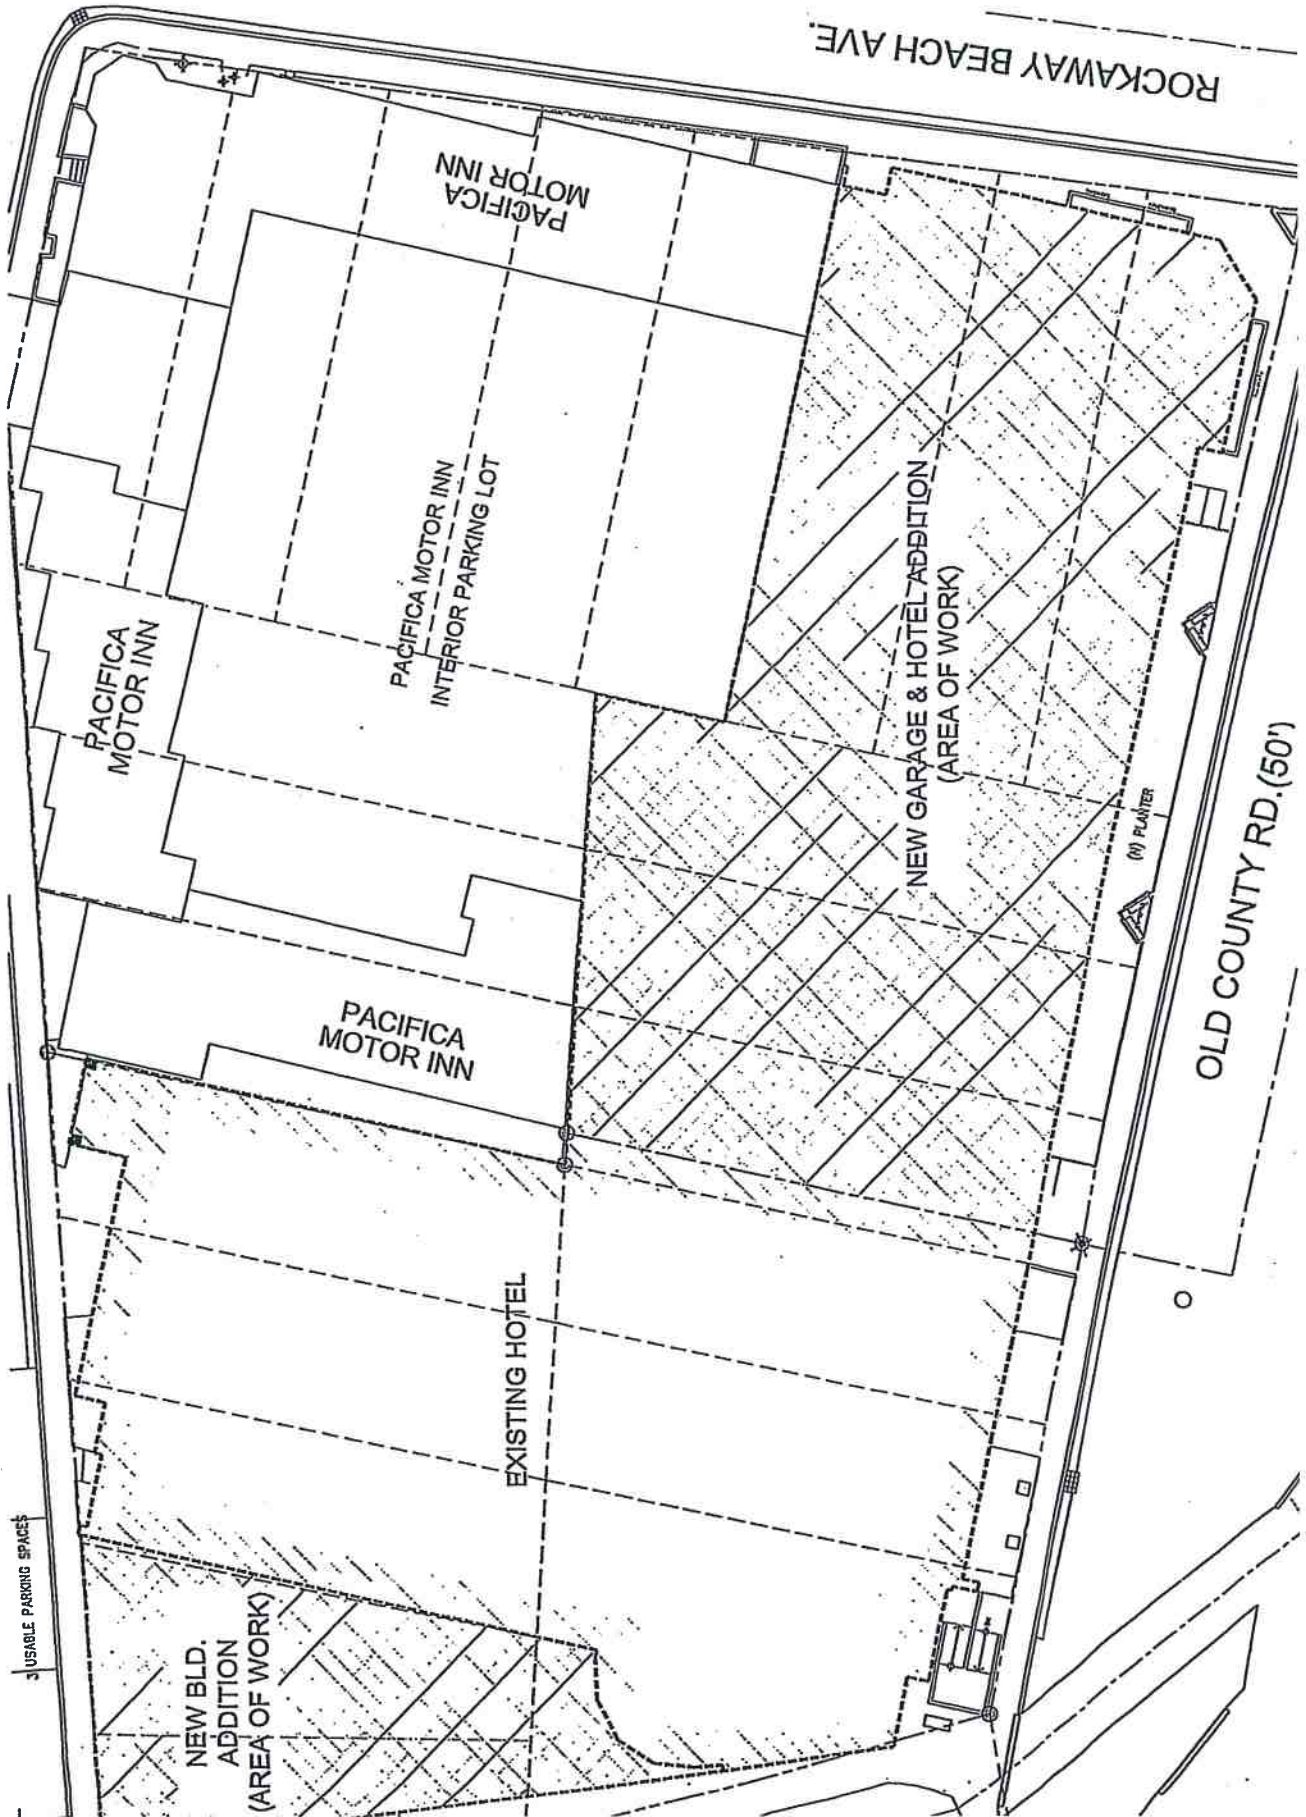 ROCKAWAY BEACH AVE.
PACIFICA
MOTOR INN
PACIFICA MOTOR INN
INTERIOR PARKING LOT
PACIFICA
MOTOR INN
NEW GARAGE & HOTEL ADDITION
(AREA OF WORK)
(N) PLANTER
OLD COUNTY RD.(50')
PACIFICA
MOTOR INN
EXISTING HOTEL
3 USABLE PARKING SPACES
NEW BLD.
ADDITION
(AREA OF WORK)